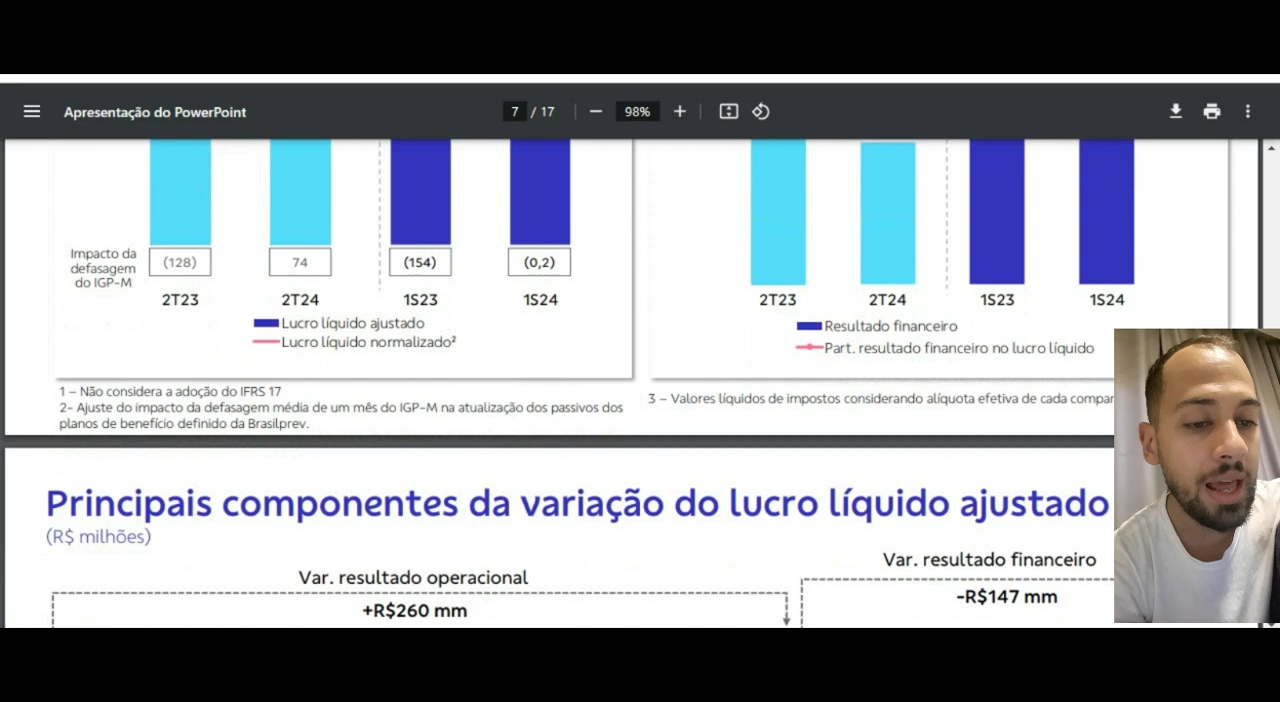 Apresentação do PowerPoint
7 / 17
98%
Impacto da
defasagem
do IGP-M
(128)
74
(154)
(0,2)
2T23
2T24
1S23
1S24
Lucro líquido ajustado
Lucro líquido normalizado²
1 – Não considera a adoção do IFRS 17
2- Ajuste do impacto da defasagem média de um mês do IGP-M na atualização dos passivos dos
planos de benefício definido da Brasilprev.
2T23
2T24
1S23
1S24
Resultado financeiro
Part. resultado financeiro no lucro líquido
3 – Valores líquidos de impostos considerando alíquota efetiva de cada
Principais componentes da variação do lucro líquido ajustado
(R$ milhões)
Var. resultado operacional
+R$260 mm
Var. resultado financeiro
-R$147 mm